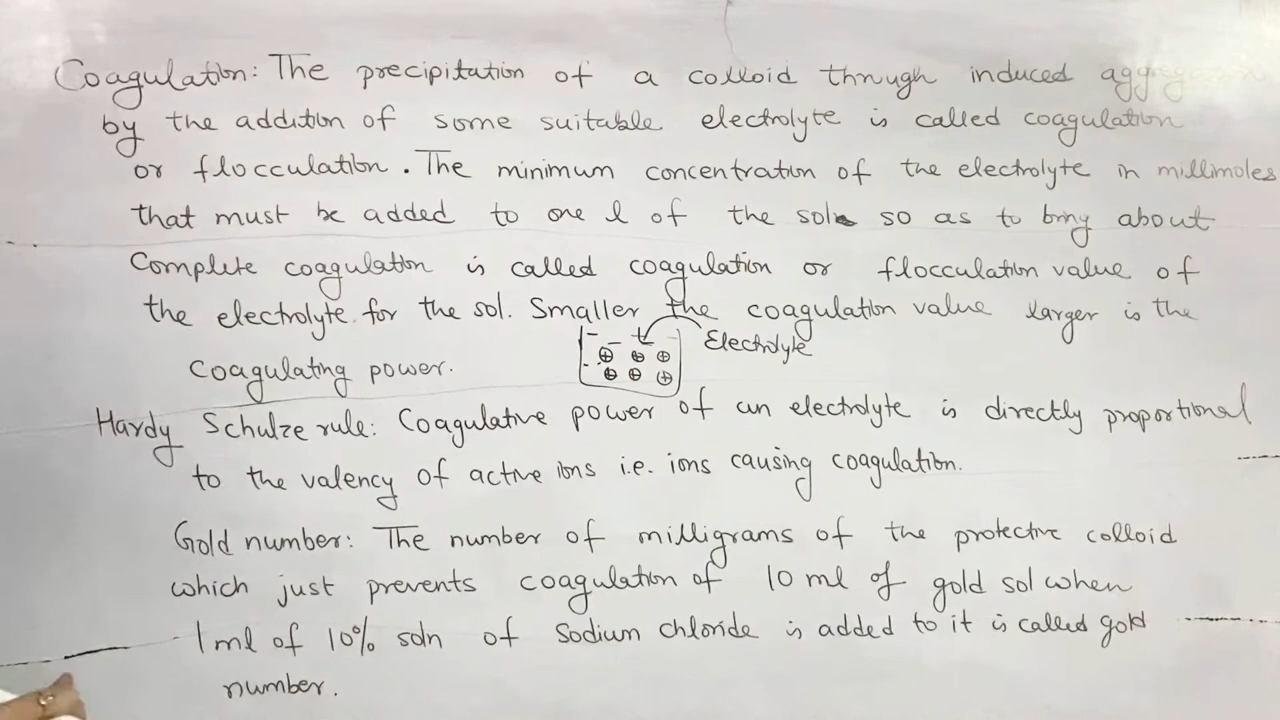 Coagulation: The precipitation of a colloid through induced
by the addition of some suitable electrolyte is called coagulation
or flocculation. The minimum concentration of the electrolyte in millimoles
that must be added to one l of the sol so as to bring about
Complete coagulation is called coagulation or flocculation value of
the electrolyte for the sol. Smaller the coagulation value larger is the
Electrolyte
Coagulating power.
Hardy Schulze rule: Coagulative power of an electrolyte is directly proportional
to the valency of active ions i.e. ions causing coagulation.
Gold number: The number of milligrams of the protective colloid
which just prevents coagulation of 10 ml of gold sol when
1 ml of 10% soln of Sodium chloride is added to it is called gold
number.